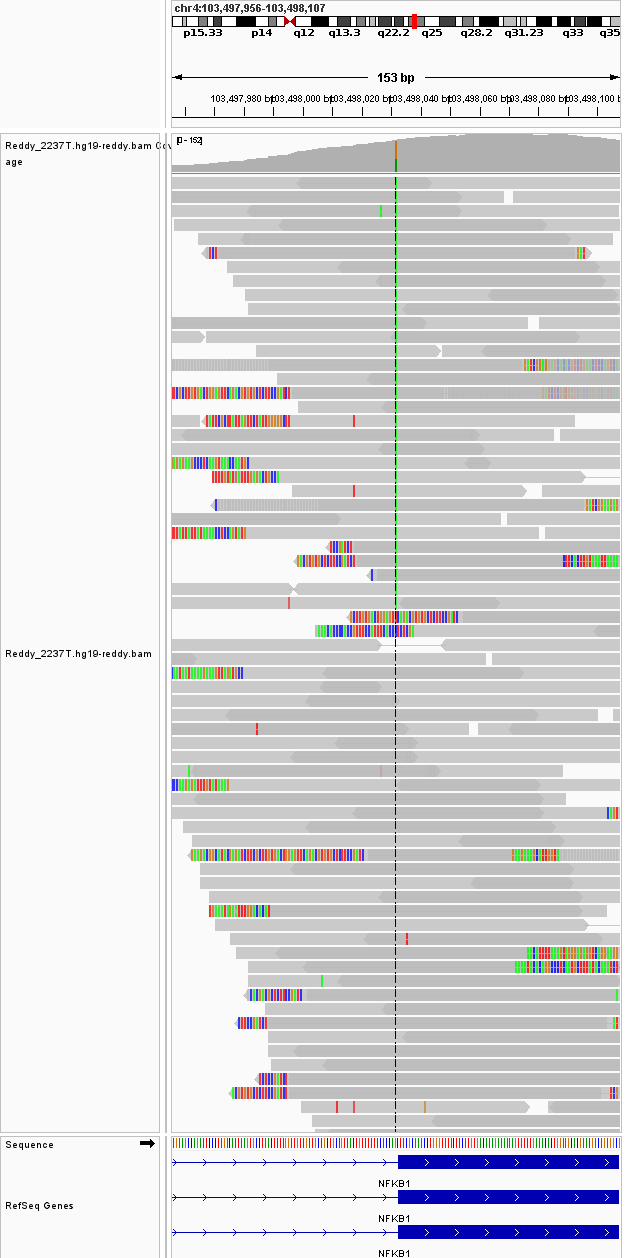 chr4:103,497,956-103,498,107
p15.33 p14 q12 q13.3 q22.2 q25 q28.2 q31.23 q33 q35
153 bp
103,497,980 bp 103,498,000 bp 103,498,020 bp 103,498,040 bp 103,498,060 bp 103,498,080 bp 103,498,100 b
[0 - 152]
Reddy_2237T.hg19-reddy.bam Cov
age
Reddy_2237T.hg19-reddy.bam
Sequence
NFKB1
RefSeq Genes
NFKB1
NFKB1